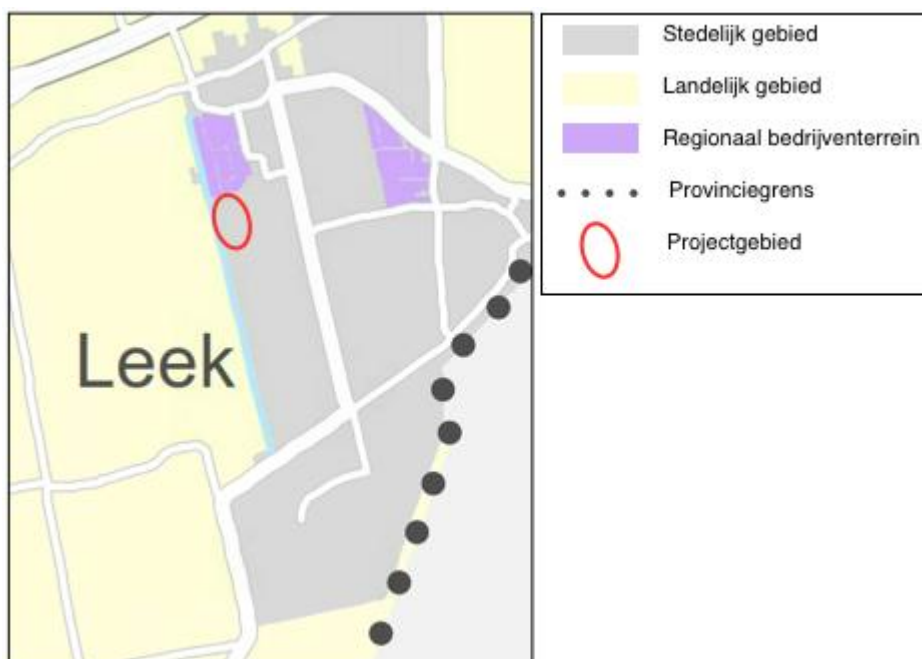 Leek
Stedelijk gebied
Landelijk gebied
Regionaal bedrijventerrein
Provinciegrens
Projectgebied